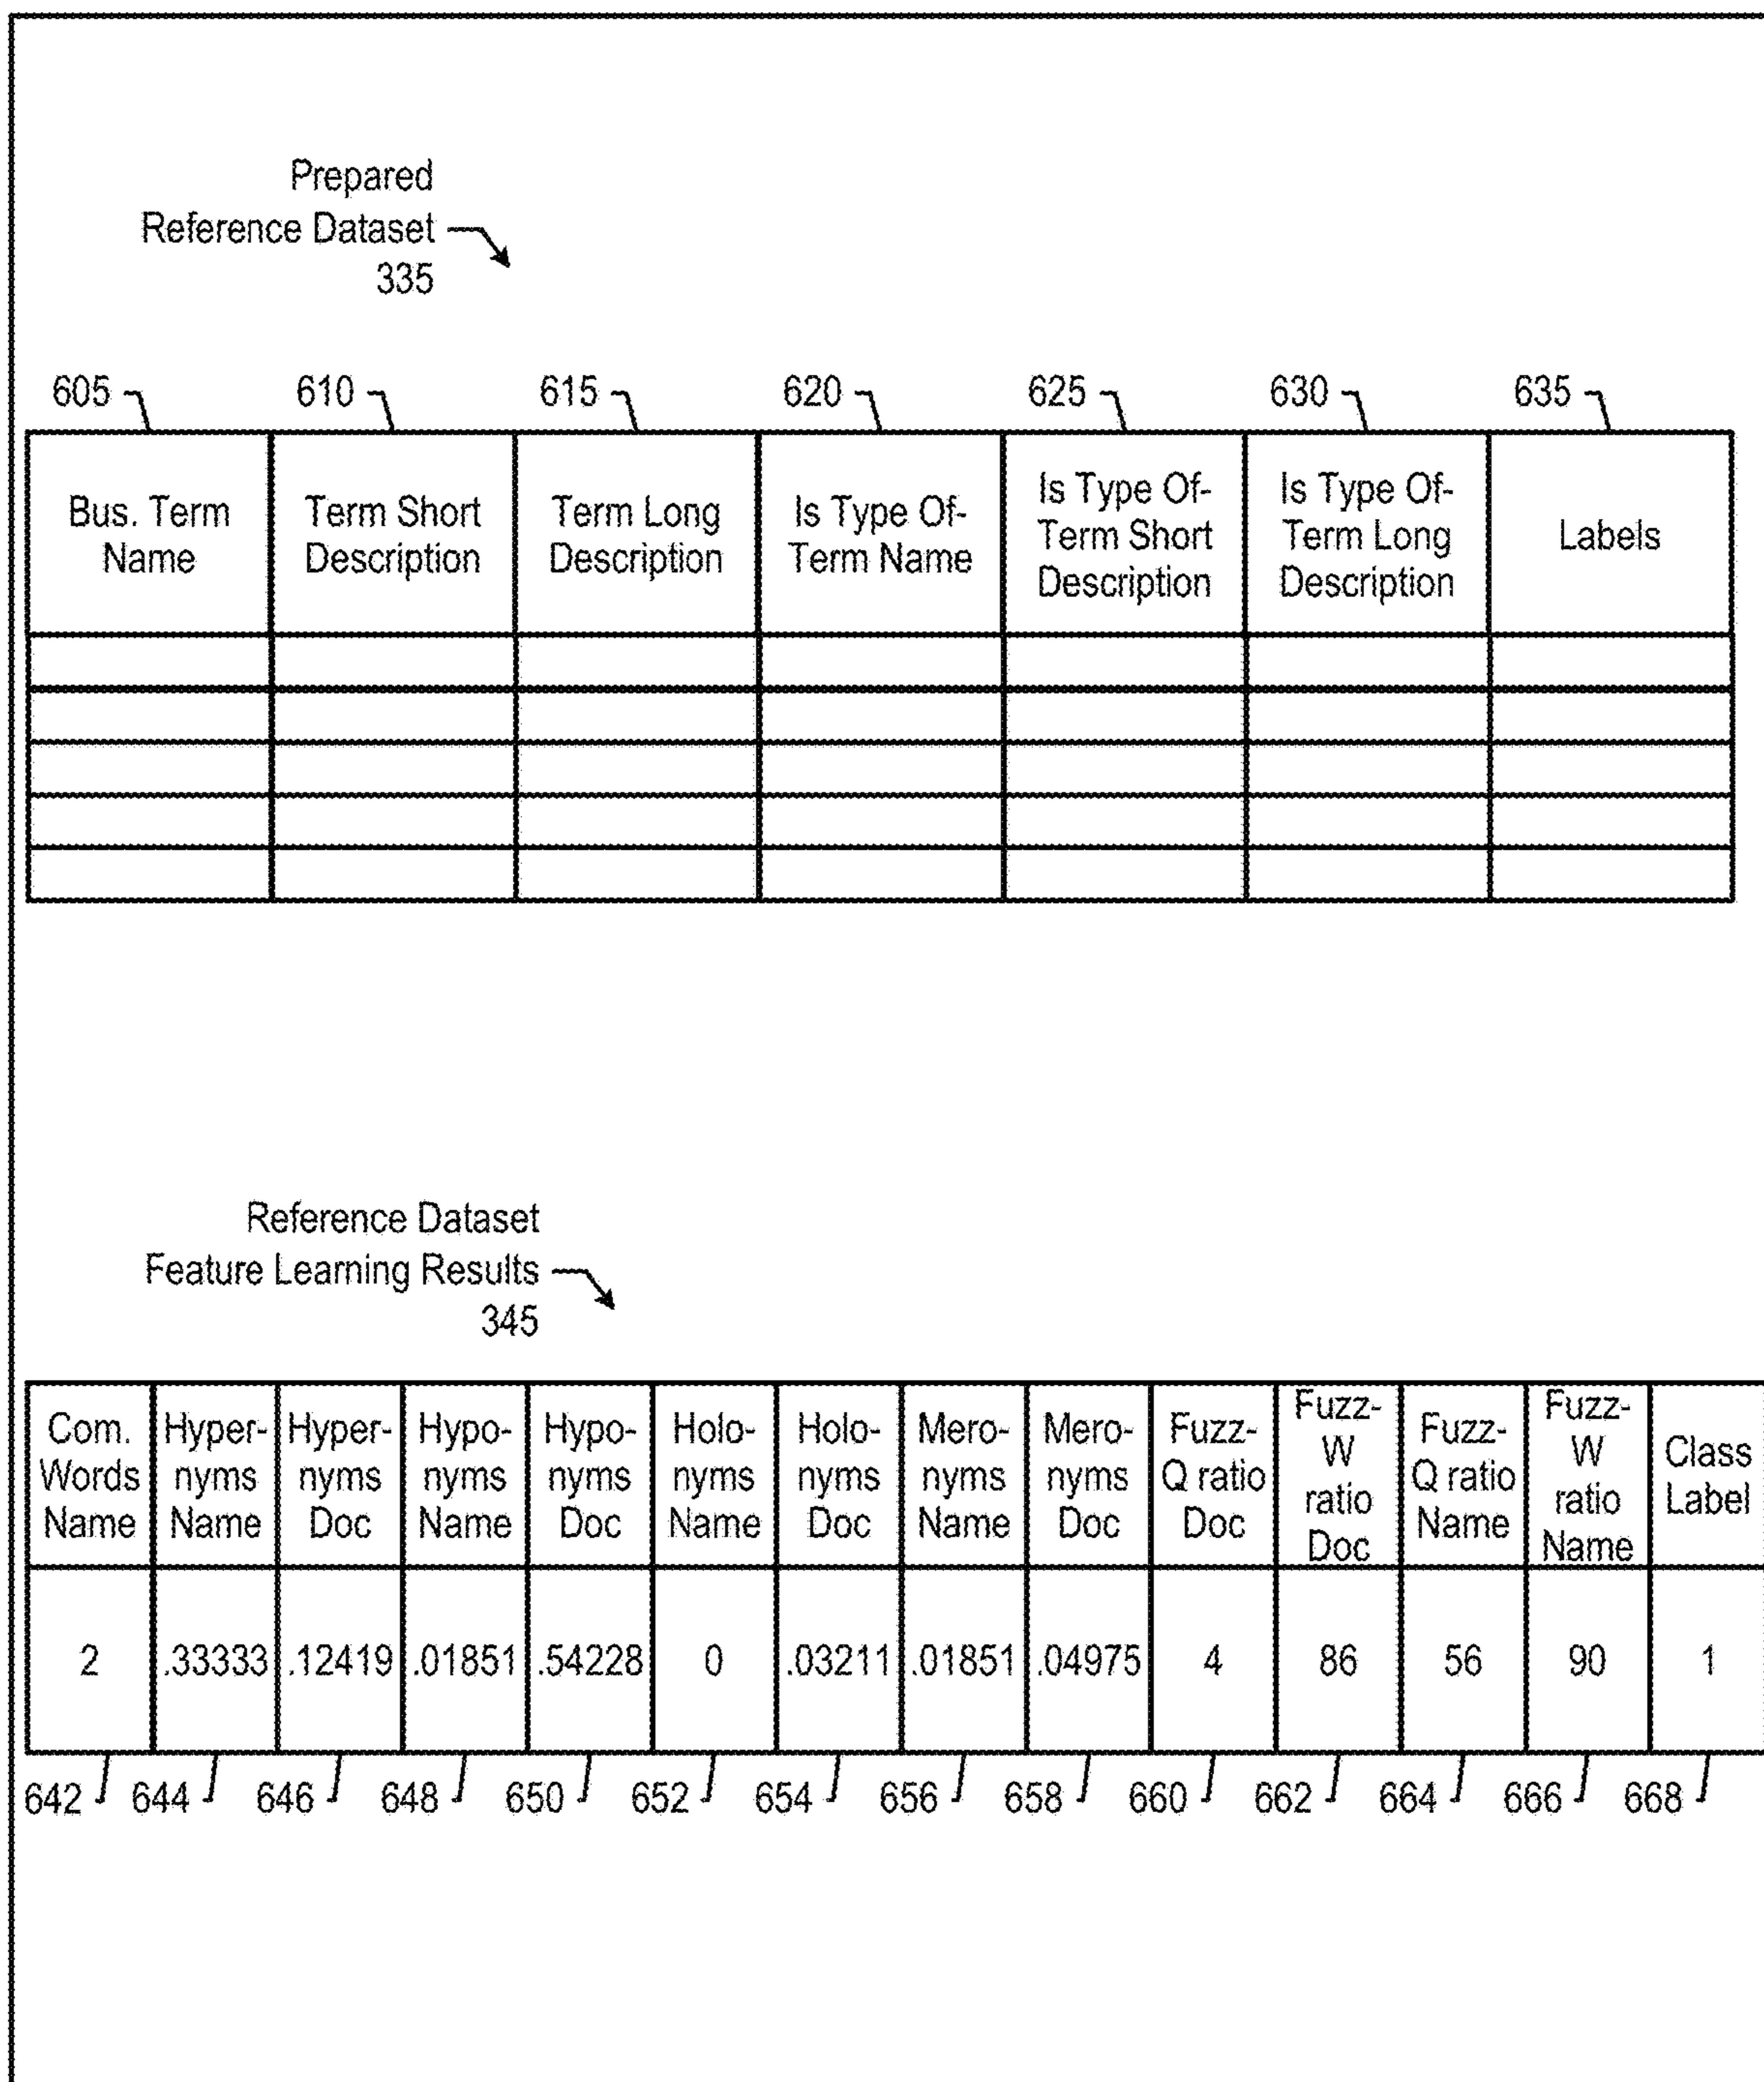 Prepared
Reference Dataset
335
605 610 615 620 625 630 635
Bus. Term Name Term Short Description Term Long Description Is Type Of-Term Name Is Type Of-Term Short Description Is Type Of-Term Long Description Labels
Reference Dataset
Feature Learning Results
345
Com. Words Name Hyper-nyms Name Hyper-nyms Doc Hypo-nyms Name Hypo-nyms Doc Holo-nyms Name Holo-nyms Doc Mero-nyms Name Mero-nyms Doc Fuzz-Q ratio Doc Fuzz-W ratio Doc Fuzz-Q ratio Name Fuzz-W ratio Name Class Label
2 .33333 .12419 .01851 .54228 0 .03211 .01851 .04975 4 86 56 90 1
642 644 646 648 650 652 654 656 658 660 662 664 666 668